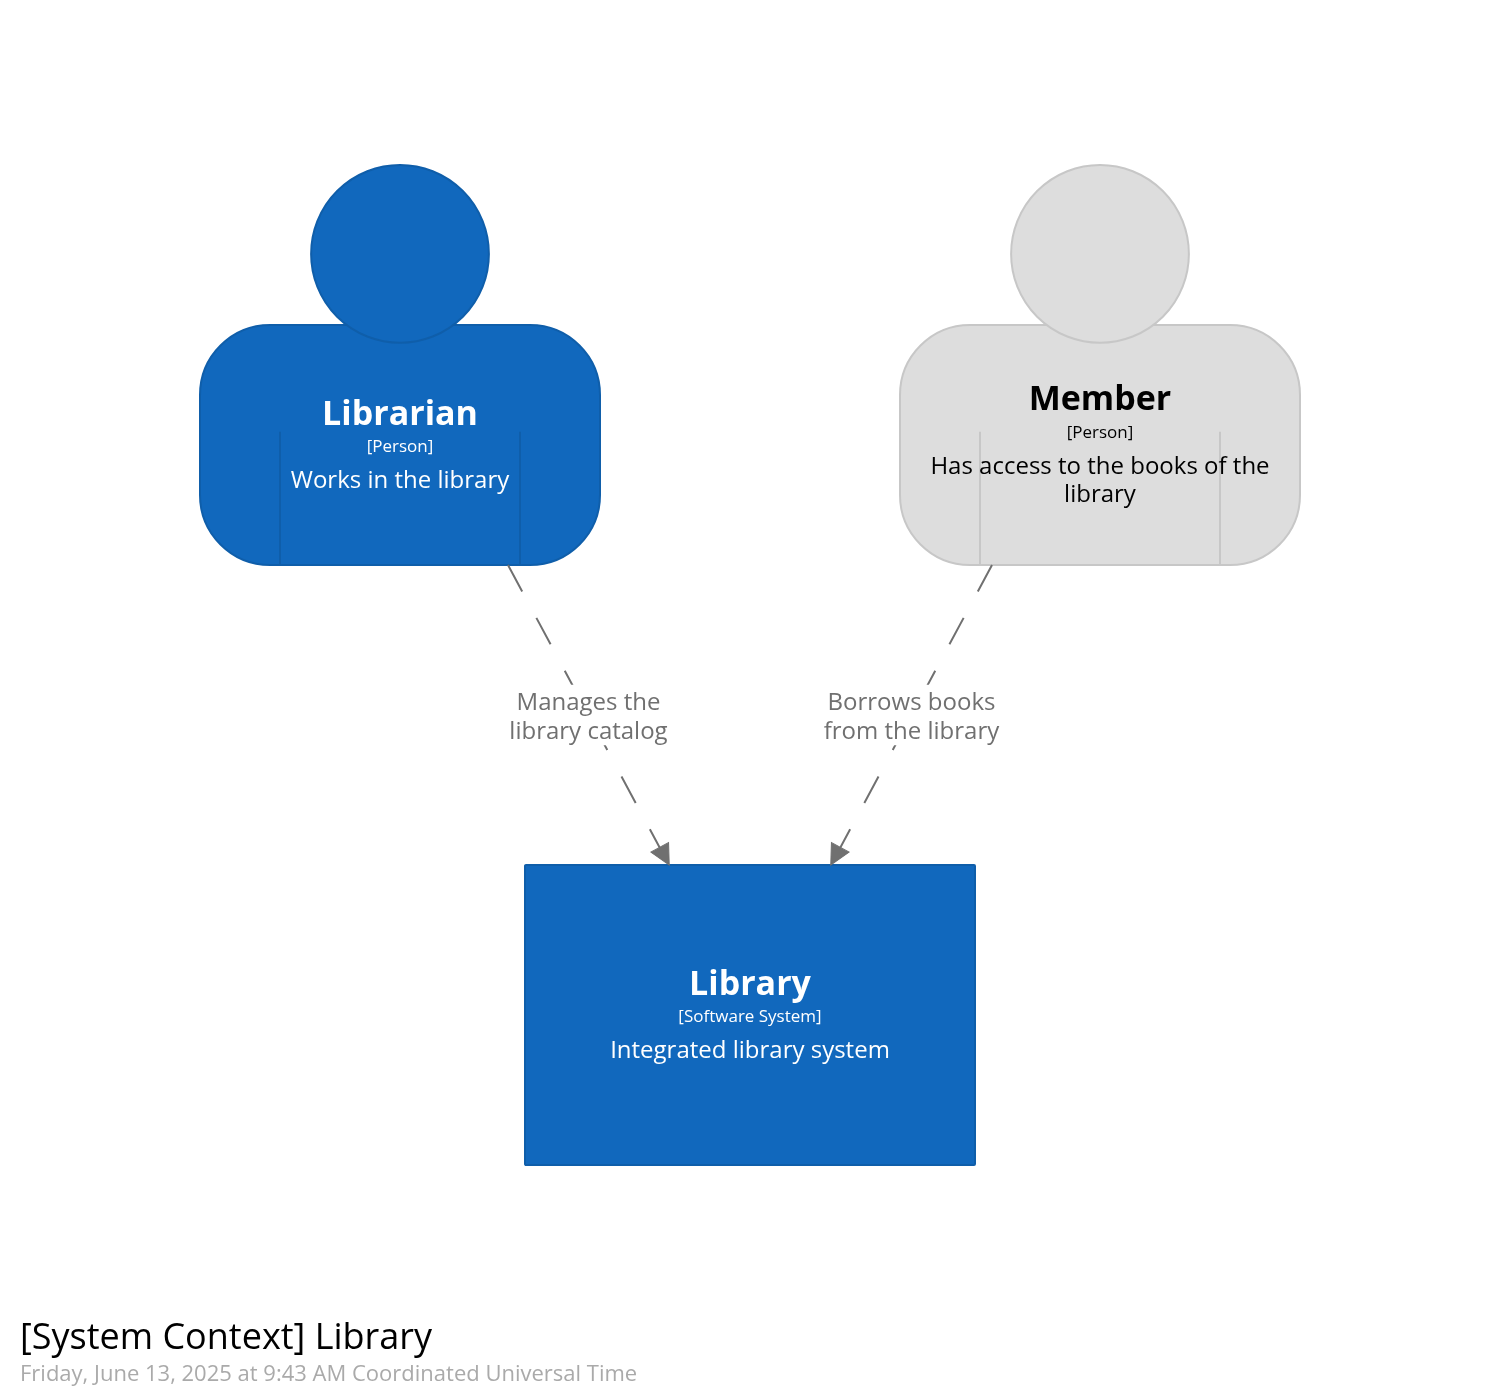 Librarian
[Person]
Works in the library
Member
[Person]
Has access to the books of the
library
Manages the
library catalog
Borrows books
from the library
Library
[Software System]
Integrated library system
[System Context] Library
Friday, June 13, 2025 at 9:43 AM Coordinated Universal Time